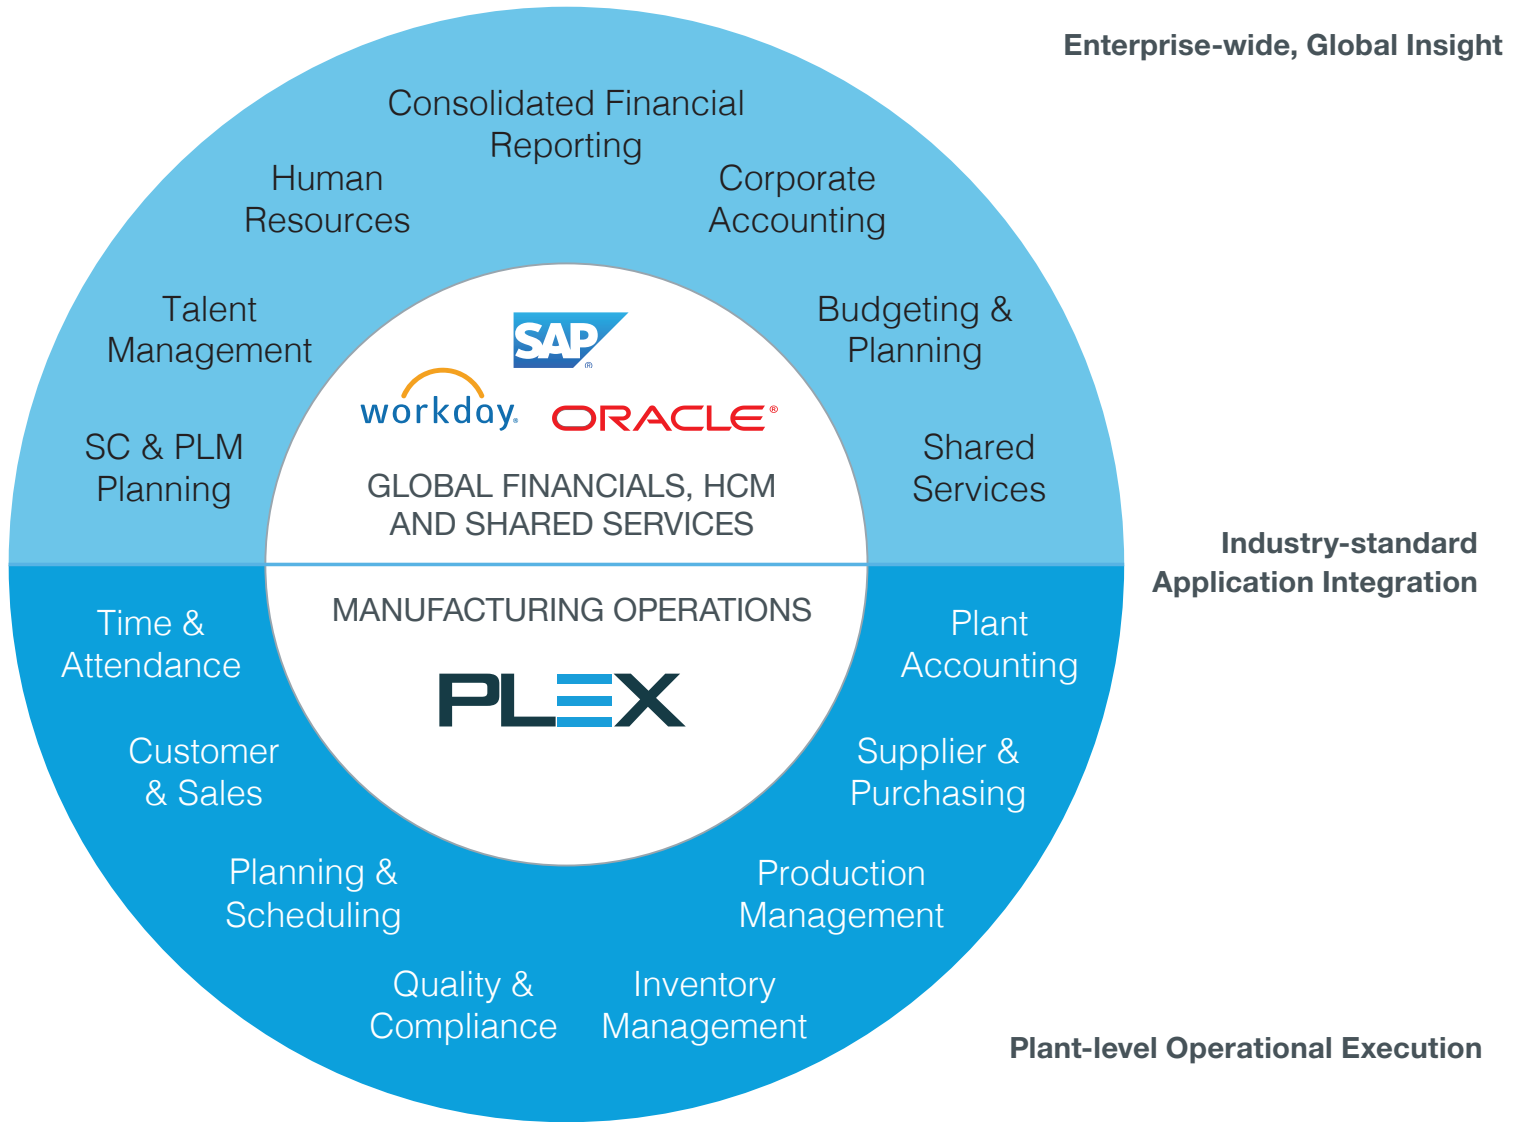 Enterprise-wide, Global Insight
Consolidated Financial
Reporting
Human
Resources
Corporate
Accounting
Talent
Management
Budgeting &
Planning
SC & PLM
Planning
Shared
Services
SAP®
workday®
ORACLE®
GLOBAL FINANCIALS, HCM
AND SHARED SERVICES
Industry-standard
Application Integration
MANUFACTURING OPERATIONS
PLEX
Time &
Attendance
Plant
Accounting
Customer
& Sales
Supplier &
Purchasing
Planning &
Scheduling
Production
Management
Quality &
Compliance
Inventory
Management
Plant-level Operational Execution